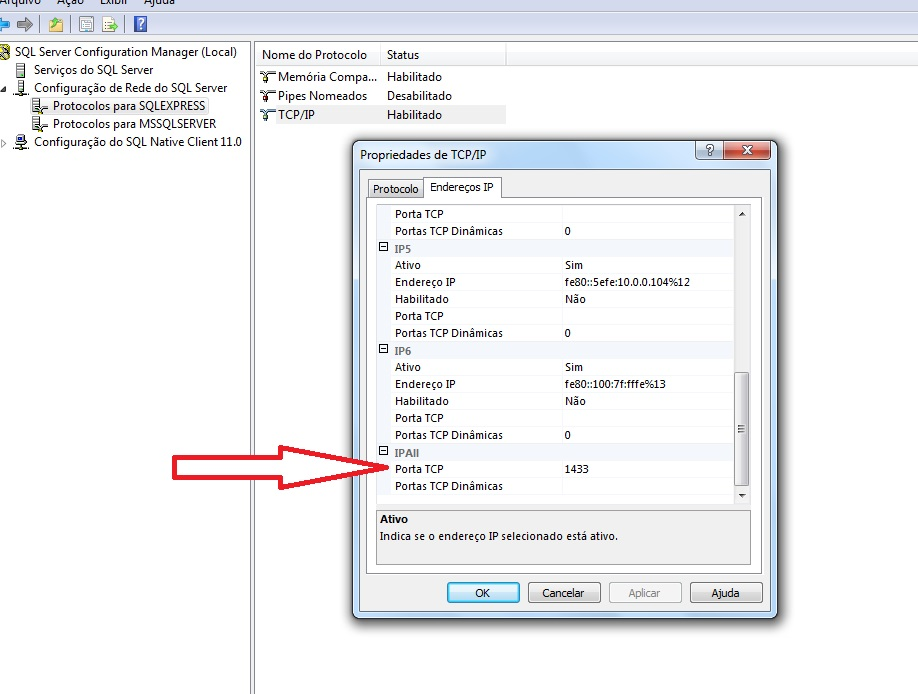 Arquivo Ação Exibir Ajuda
SQL Server Configuration Manager (Local)
Serviços do SQL Server
Configuração de Rede do SQL Server
Protocolos para SQLEXPRESS
Protocolos para MSSQLSERVER
Configuração do SQL Native Client 11.0
Nome do Protocolo Status
Memória Compa... Habilitado
Pipes Nomeados Desabilitado
TCP/IP Habilitado
Propriedades de TCP/IP
Protocolo Endereços IP
Porta TCP
Portas TCP Dinâmicas 0
IP5
Ativo Sim
Endereço IP fe80::5efe:10.0.0.104%12
Habilitado Não
Porta TCP
Portas TCP Dinâmicas 0
IP6
Ativo Sim
Endereço IP fe80::100:7f:fffe%13
Habilitado Não
Porta TCP
Portas TCP Dinâmicas 0
IPAll
Porta TCP 1433
Portas TCP Dinâmicas
Ativo
Indica se o endereço IP selecionado está ativo.
OK Cancelar Aplicar Ajuda